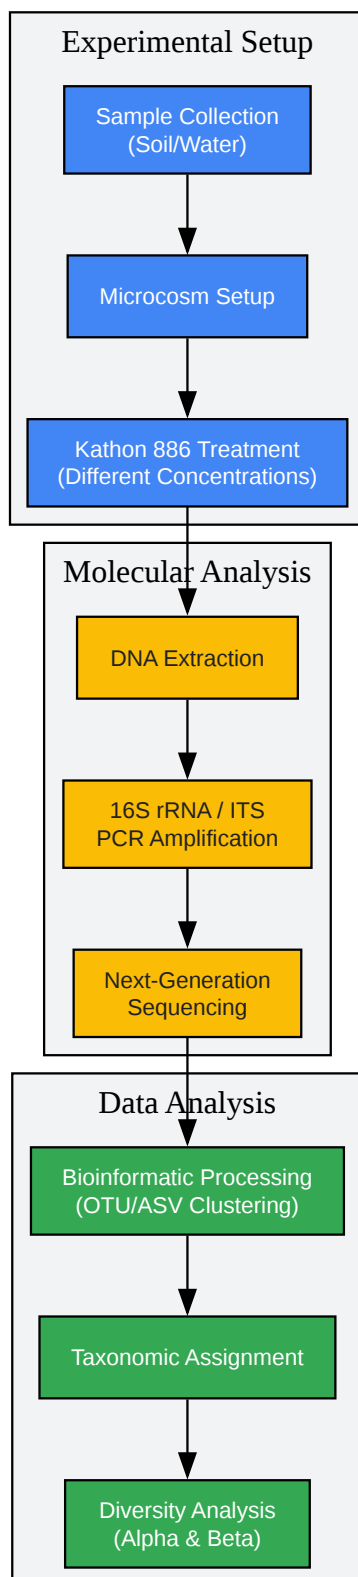 Experimental Setup
Sample Collection
(Soil/Water)
Microcosm Setup
Kathon 886 Treatment
(Different Concentrations)
Molecular Analysis
DNA Extraction
16S rRNA / ITS
PCR Amplification
Next-Generation
Sequencing
Data Analysis
Bioinformatic Processing
(OTU/ASV Clustering)
Taxonomic Assignment
Diversity Analysis
(Alpha & Beta)